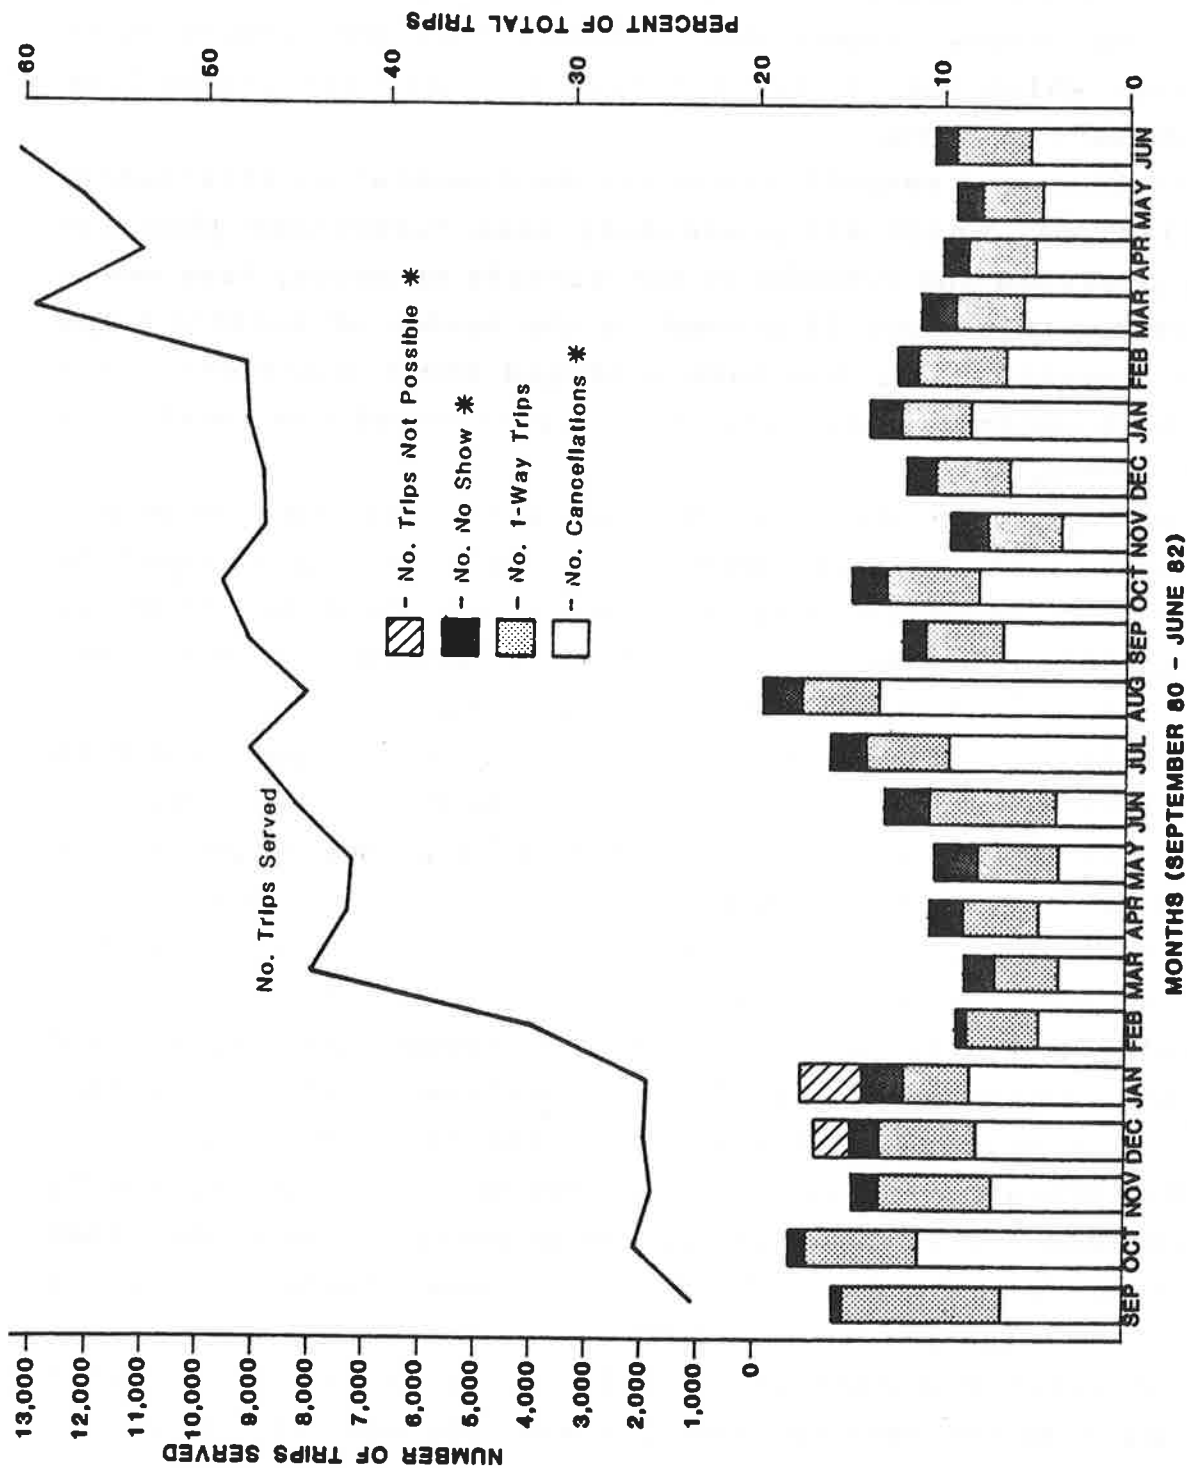 13,000
12,000
11,000
10,000
9,000
8,000
7,000
6,000
5,000
4,000
3,000
2,000
1,000
0
NUMBER OF TRIPS SERVED
No. Trips Served
- No. Trips Not Possible *
-- No. No Show *
- No. 1-Way Trips
-- No. Cancellations *
60
50
40
30
20
10
0
PERCENT OF TOTAL TRIPS
SEP OCT NOV DEC JAN FEB MAR APR MAY JUN JUL AUG SEP OCT NOV DEC JAN FEB MAR APR MAY JUN
MONTHS (SEPTEMBER 80 - JUNE 82)